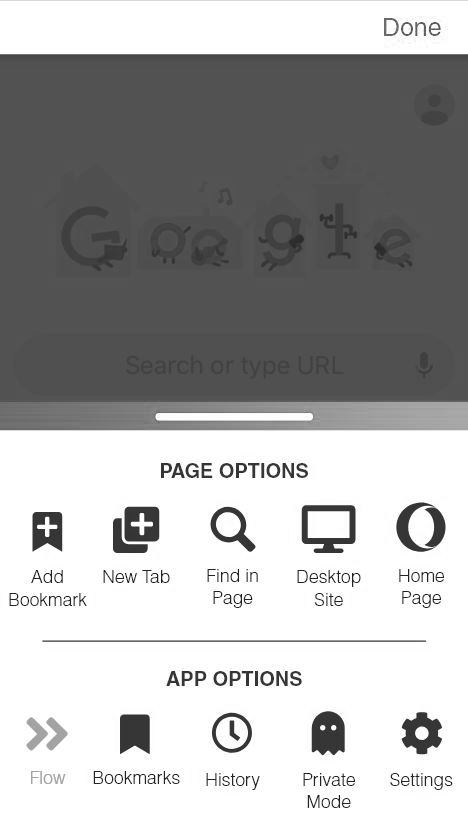 Done
Google
Search or type URL
PAGE OPTIONS
Add Bookmark
New Tab
Find in Page
Desktop Site
Home Page
APP OPTIONS
Flow
Bookmarks
History
Private Mode
Settings